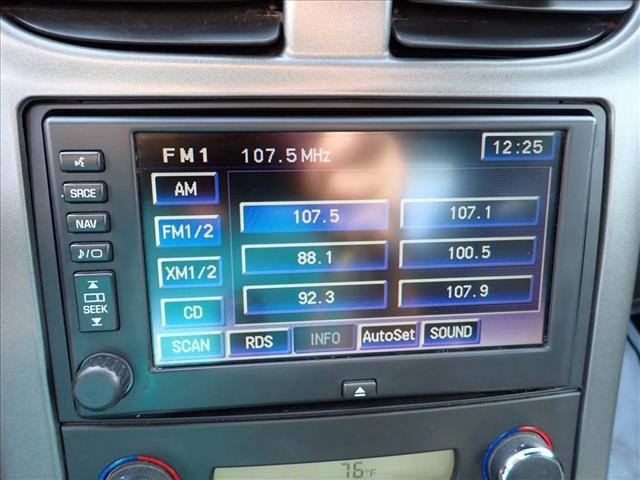 FM1 107.5 MHz 12:25
AM
107.5 107.1
FM1/2
88.1 100.5
XM1/2
92.3 107.9
CD
SCAN RDS INFO AutoSet SOUND
SRCE
NAV
SEEK
76°F